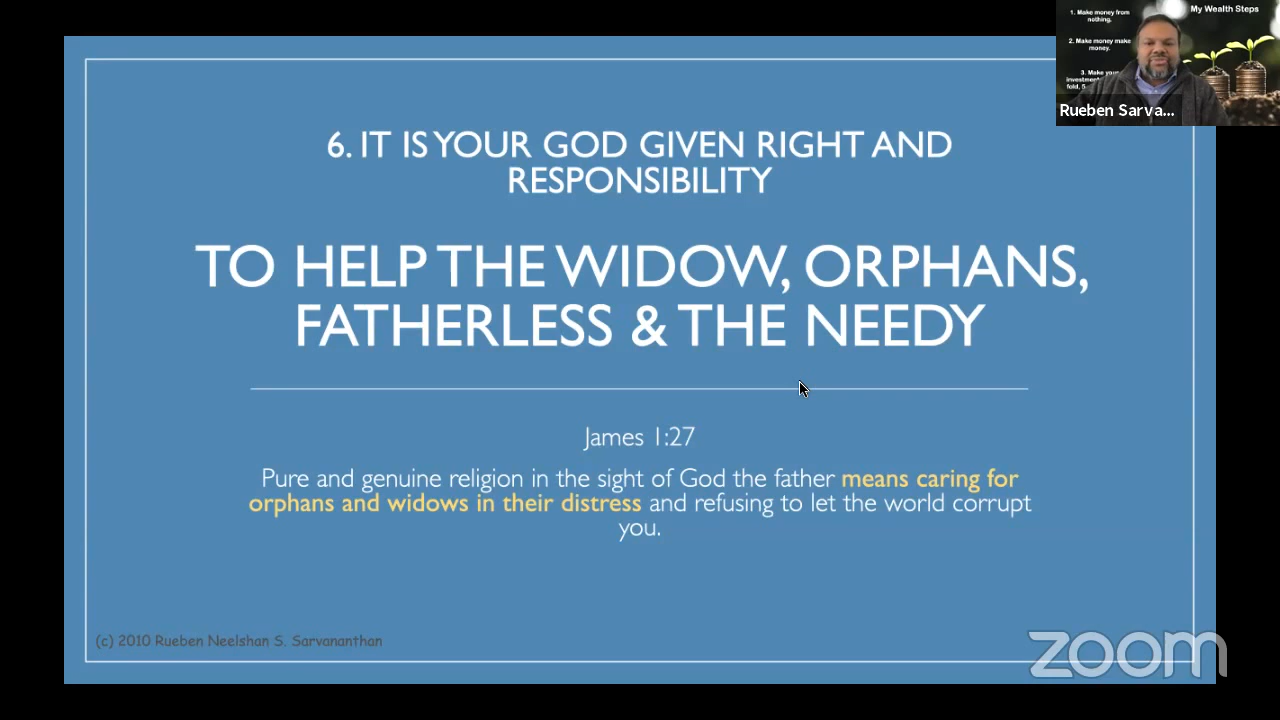 1. Make money from
nothing.
2. Make money make
money.
3. Make your
investment
fold, 5
My Wealth Steps
Rueben Sarva...
6. IT IS YOUR GOD GIVEN RIGHT AND
RESPONSIBILITY
TO HELP THE WIDOW, ORPHANS,
FATHERLESS & THE NEEDY
James 1:27
Pure and genuine religion in the sight of God the father means caring for
orphans and widows in their distress and refusing to let the world corrupt
you.
(c) 2010 Rueben Neelshan S. Sarvananthan
zoom